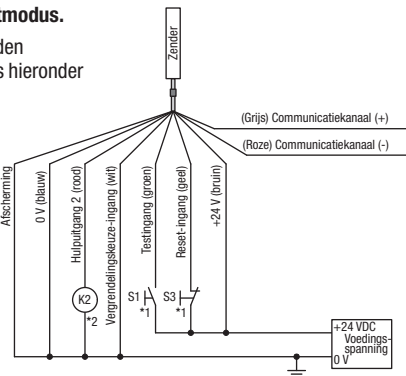 tmodus.
den
s hieronder
Zender
(Grijs) Communicatiekanaal (+)
(Roze) Communicatiekanaal (-)
Afscherming
0 V (blauw)
Hulpuitgang 2 (rood)
Vergrendelingskeuze-ingang (wit)
Testingang (groen)
Reset-ingang (geel)
+24 V (bruin)
K2
*2
S1
*1
S3
*1
+24 VDC
Voedings-
spanning
0 V